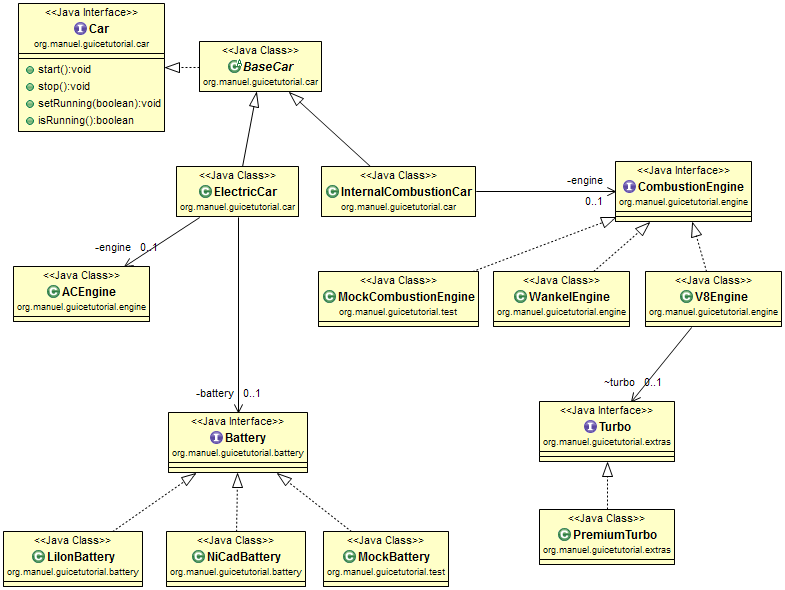 <<Java Interface>>
Car
org.manuel.guicetutorial.car
start():void
stop():void
setRunning(boolean):void
isRunning():boolean
<<Java Class>>
BaseCar
org.manuel.guicetutorial.car
<<Java Class>>
ElectricCar
org.manuel.guicetutorial.car
<<Java Class>>
InternalCombustionCar
org.manuel.guicetutorial.car
-engine
0..1
<<Java Interface>>
CombustionEngine
org.manuel.guicetutorial.engine
-engine 0..1
<<Java Class>>
ACEngine
org.manuel.guicetutorial.engine
<<Java Class>>
MockCombustionEngine
org.manuel.guicetutorial.test
<<Java Class>>
WankelEngine
org.manuel.guicetutorial.engine
<<Java Class>>
V8Engine
org.manuel.guicetutorial.engine
-battery 0..1
~turbo 0..1
<<Java Interface>>
Battery
org.manuel.guicetutorial.battery
<<Java Interface>>
Turbo
org.manuel.guicetutorial.extras
<<Java Class>>
LiIonBattery
org.manuel.guicetutorial.battery
<<Java Class>>
NiCadBattery
org.manuel.guicetutorial.battery
<<Java Class>>
MockBattery
org.manuel.guicetutorial.test
<<Java Class>>
PremiumTurbo
org.manuel.guicetutorial.extras